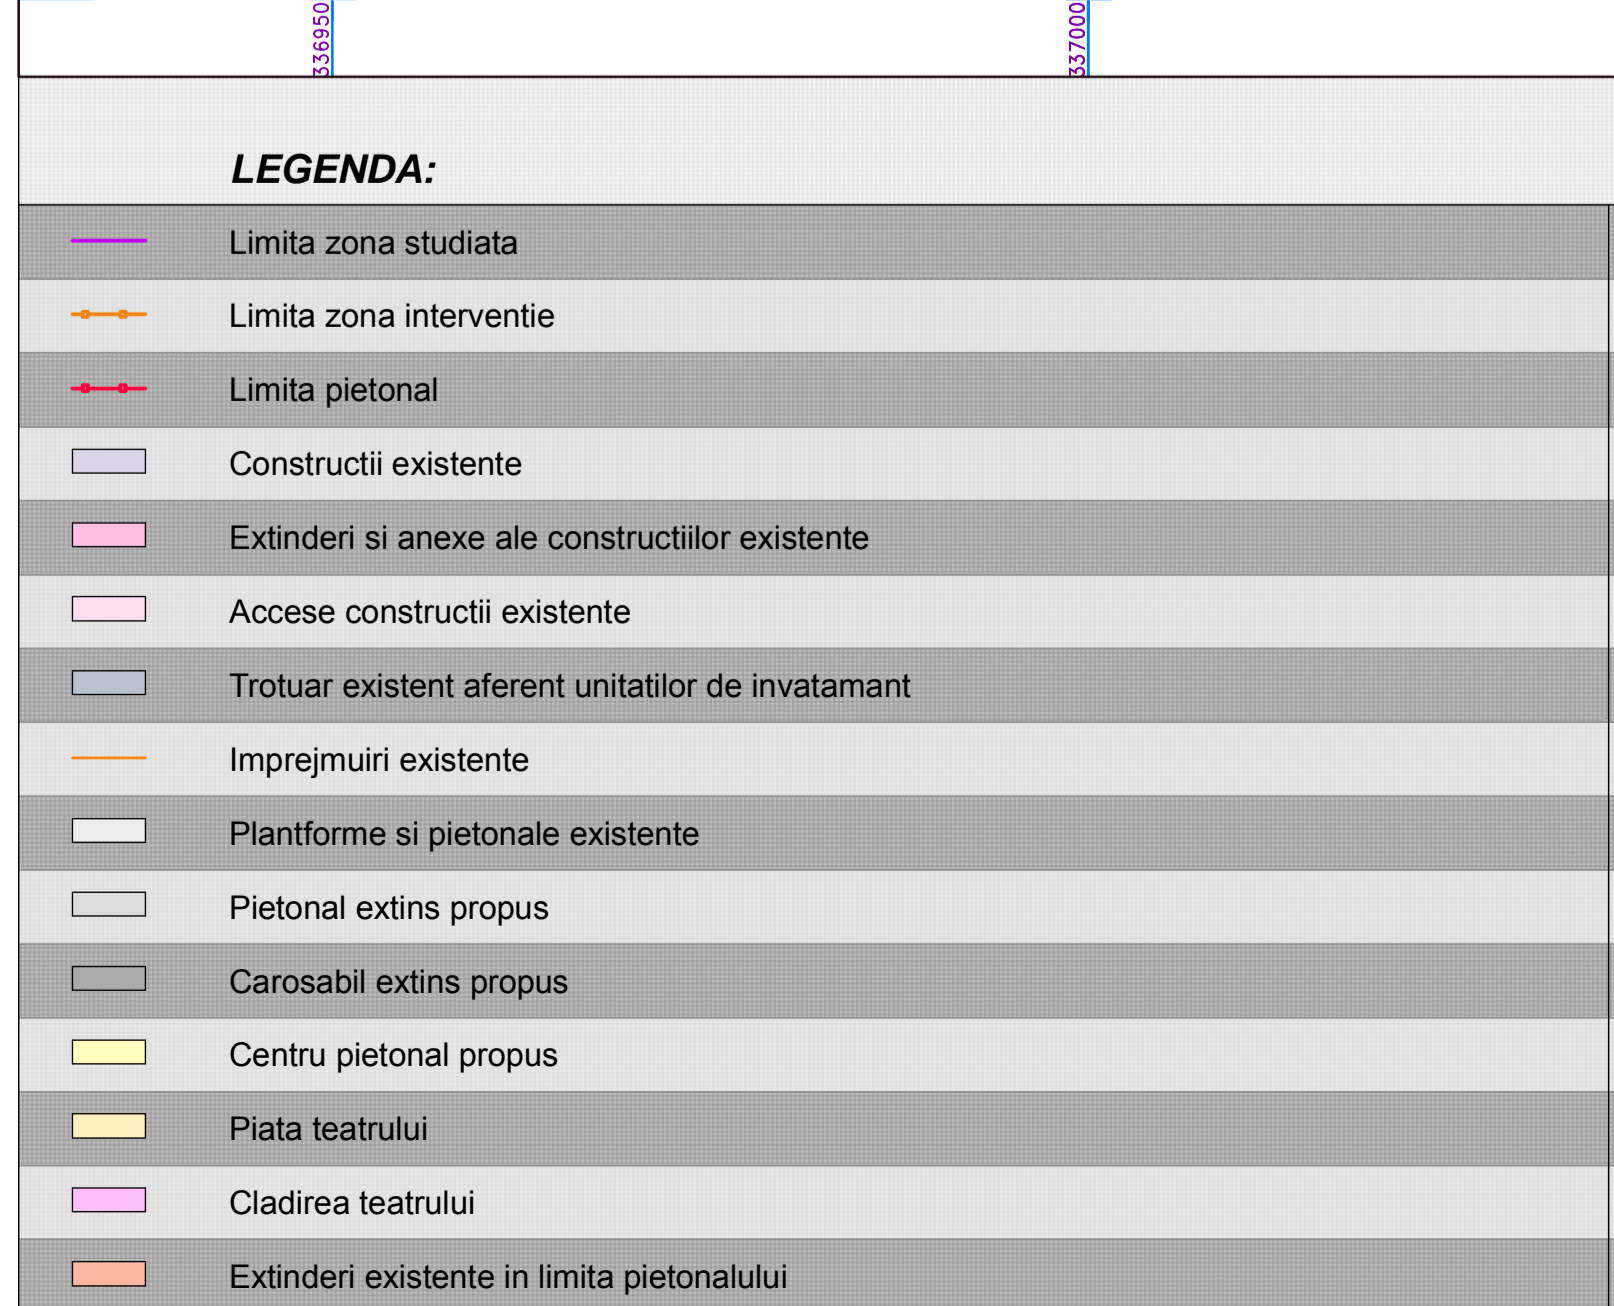 336950
337000
LEGENDA:
Limita zona studiata
Limita zona interventie
Limita pietonal
Constructii existente
Extinderi si anexe ale constructiilor existente
Accese constructii existente
Trotuar existent aferent unitatilor de invatamant
Imprejmuiri existente
Plantforme si pietonale existente
Pietonal extins propus
Carosabil extins propus
Centru pietonal propus
Piata teatrului
Cladirea teatrului
Extinderi existente in limita pietonalului